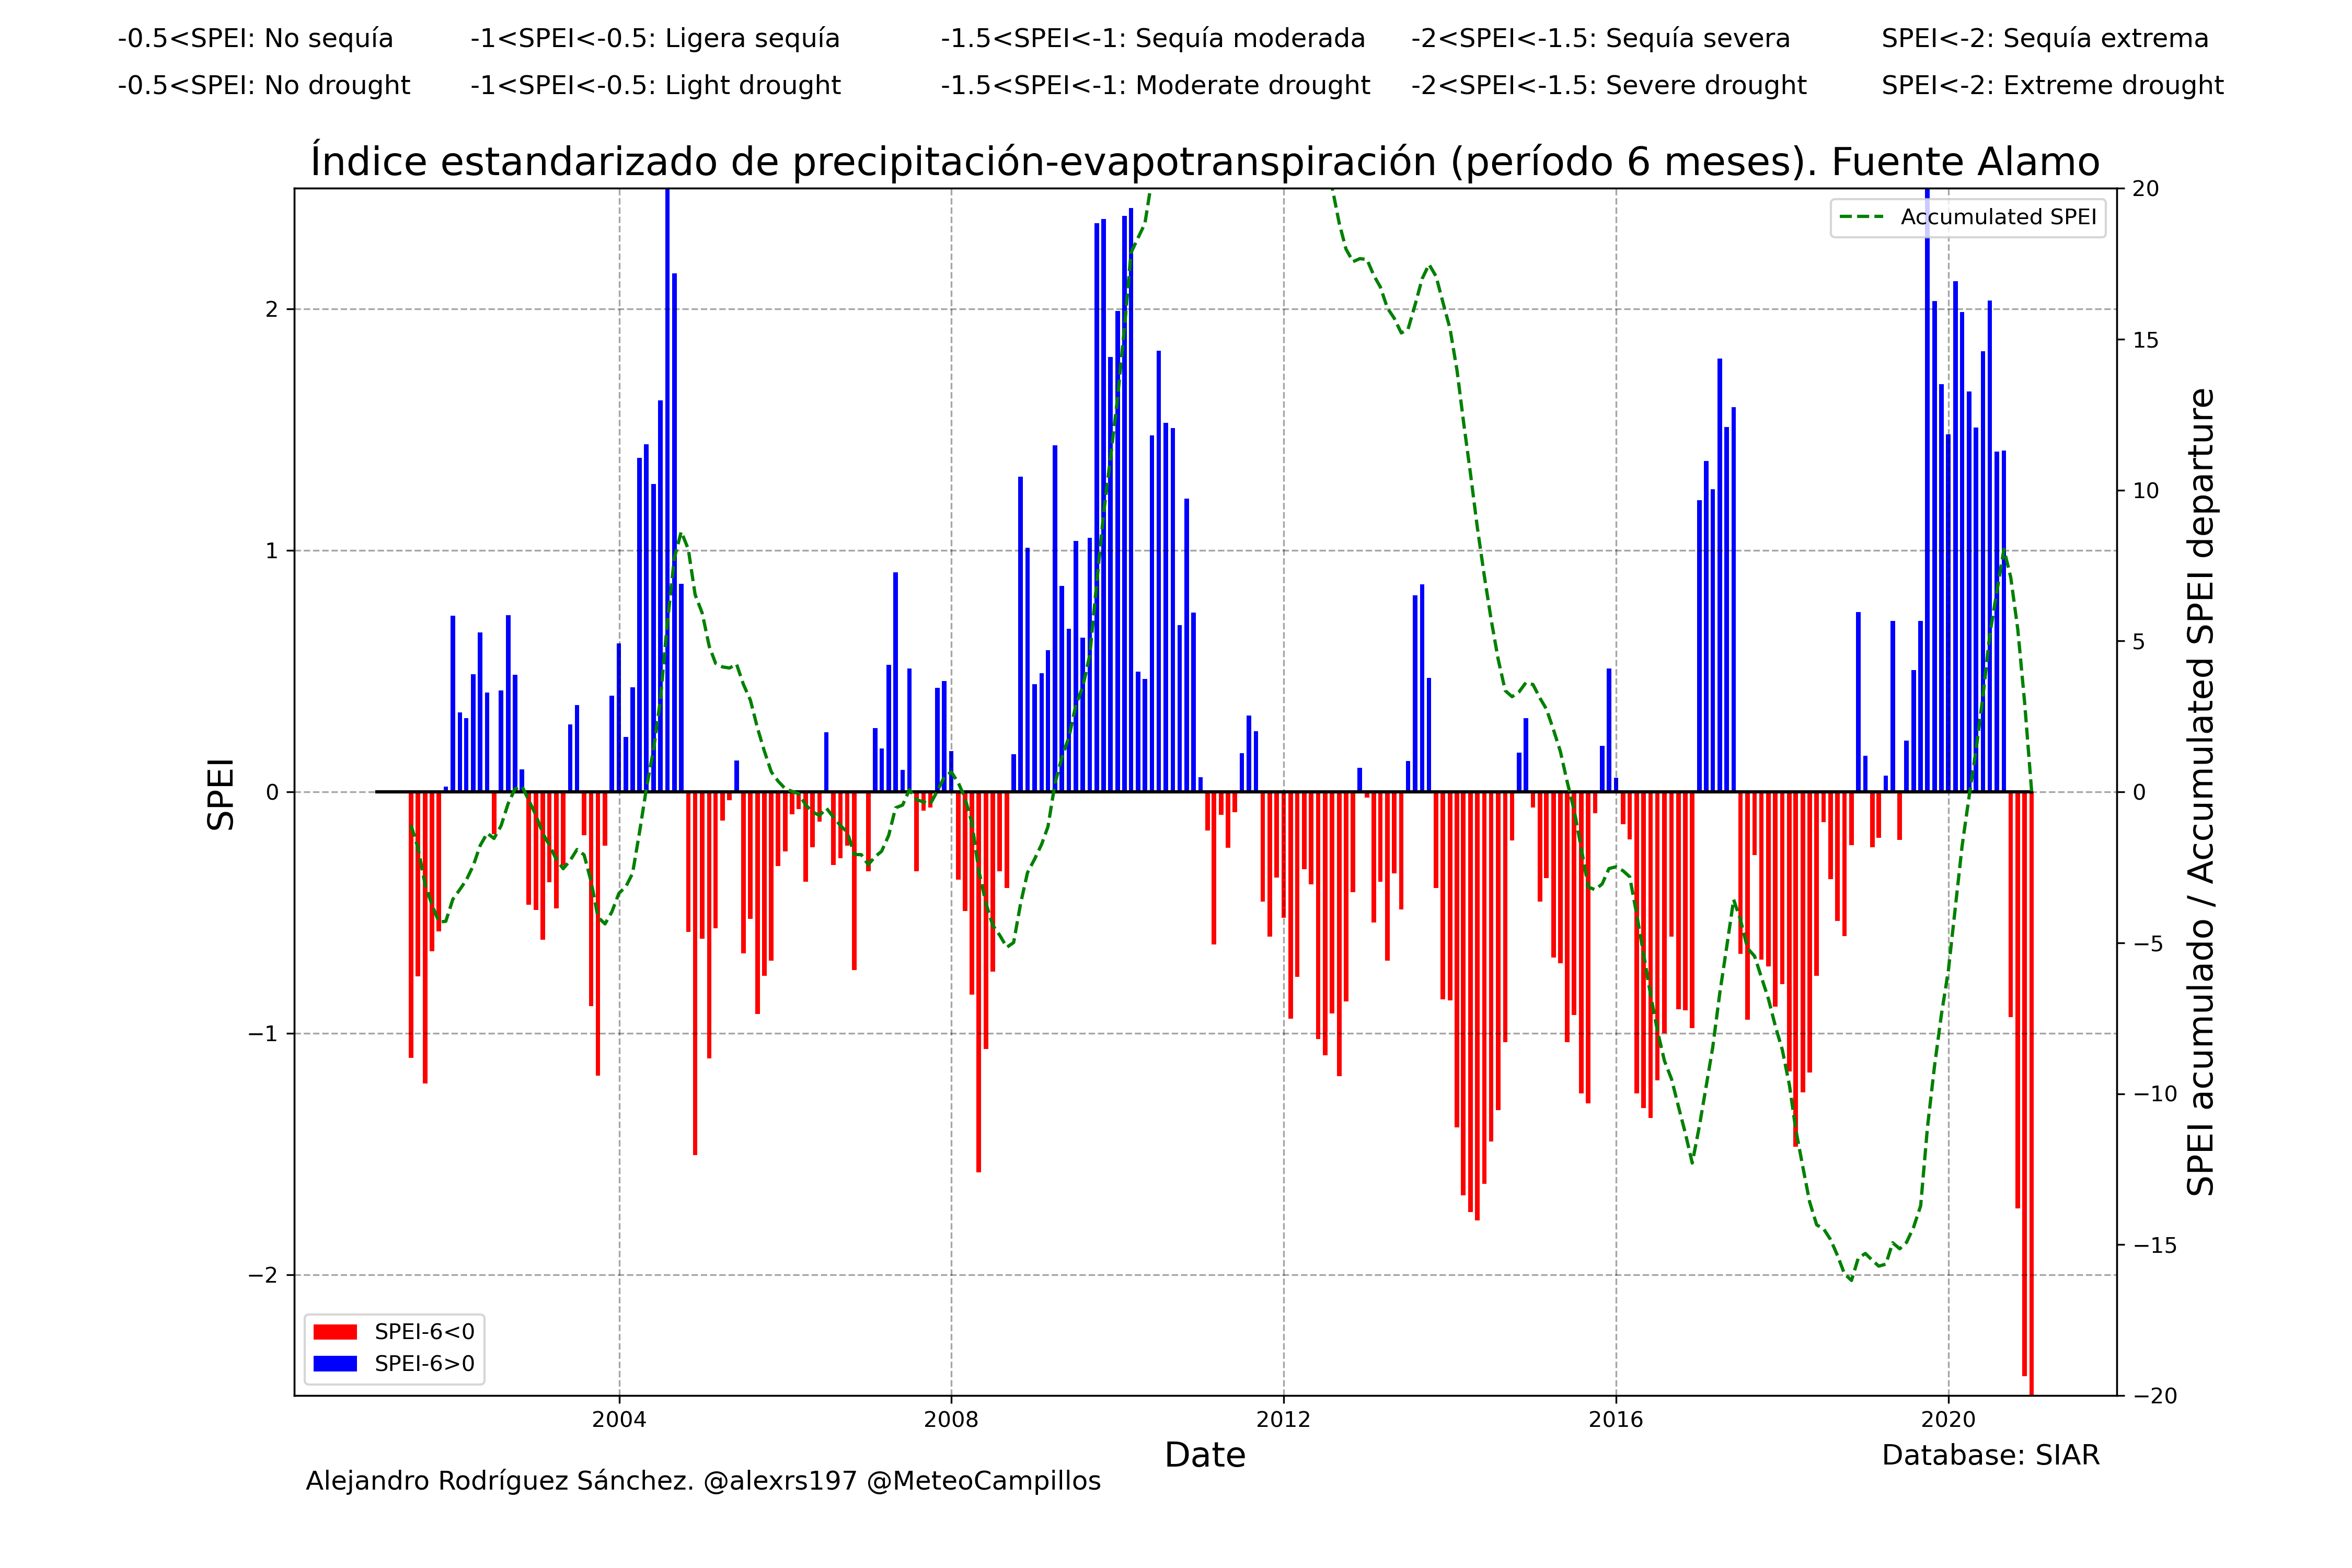 -0.5<SPEI: No sequía
-1<SPEI<-0.5: Ligera sequía
-1.5<SPEI<-1: Sequía moderada
-2<SPEI<-1.5: Sequía severa
SPEI<-2: Sequía extrema
-0.5<SPEI: No drought
-1<SPEI<-0.5: Light drought
-1.5<SPEI<-1: Moderate drought
-2<SPEI<-1.5: Severe drought
SPEI<-2: Extreme drought
Índice estandarizado de precipitación-evapotranspiración (período 6 meses). Fuente Alamo
Accumulated SPEI
SPEI
2
1
0
−1
−2
20
15
10
5
0
−5
−10
−15
−20
SPEI acumulado / Accumulated SPEI departure
SPEI-6<0
SPEI-6>0
2004
2008
2012
2016
2020
Date
Database: SIAR
Alejandro Rodríguez Sánchez. @alexrs197 @MeteoCampillos